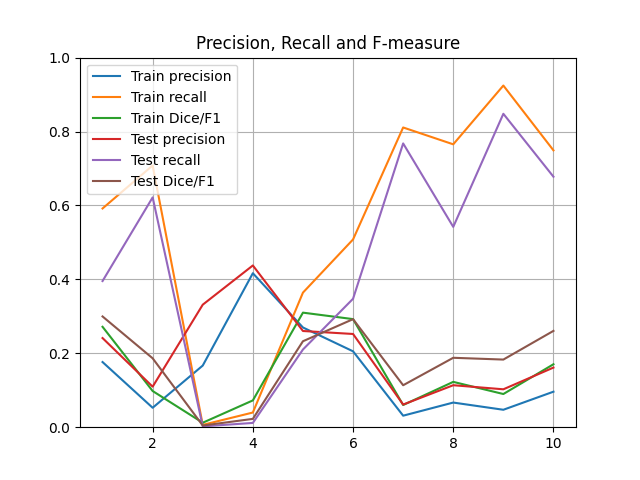 Precision, Recall and F-measure
1.0
0.8
0.6
0.4
0.2
0.0
Train precision
Train recall
Train Dice/F1
Test precision
Test recall
Test Dice/F1
2 4 6 8 10